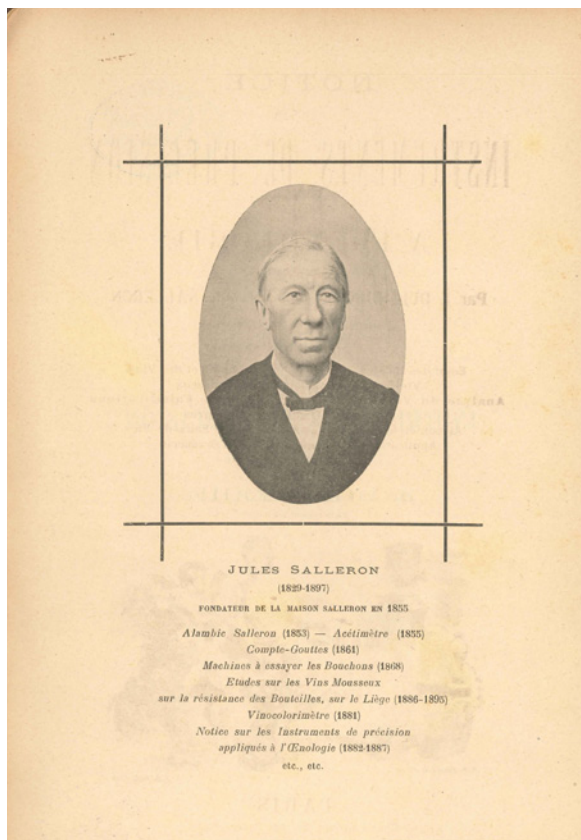 JULES SALLERON
(1829-1897)
FONDATEUR DE LA MAISON SALLERON EN 1855
Alambic Salleron (1853) — Acétimètre (1855)
Compte-Gouttes (1861)
Machines à essayer les Bouchons (1868)
Etudes sur les Vins Mousseux
sur la résistance des Bouteilles, sur le Liège (1886-1895)
Vinocolorimètre (1881)
Notice sur les Instruments de précision
appliqués à l'Œnologie (1882-1887)
etc., etc.